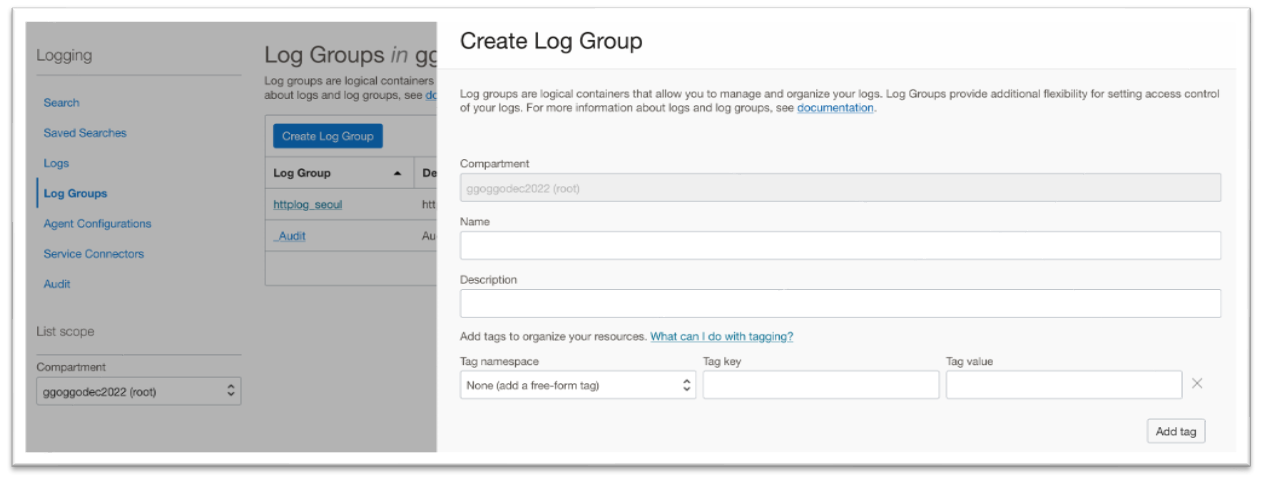 Logging
Search
Saved Searches
Logs
Log Groups
Agent Configurations
Service Connectors
Audit
List scope
Compartment
ggoggodec2022 (root)
Log Groups in gg
Log groups are logical containers
about logs and log groups, see do
Create Log Group
Log Group De
httplog_seoul htt
_Audit Au
Create Log Group
Log groups are logical containers that allow you to manage and organize your logs. Log Groups provide additional flexibility for setting access control
of your logs. For more information about logs and log groups, see documentation.
Compartment
ggoggodec2022 (root)
Name
Description
Add tags to organize your resources. What can I do with tagging?
Tag namespace Tag key Tag value
None (add a free-form tag)
Add tag